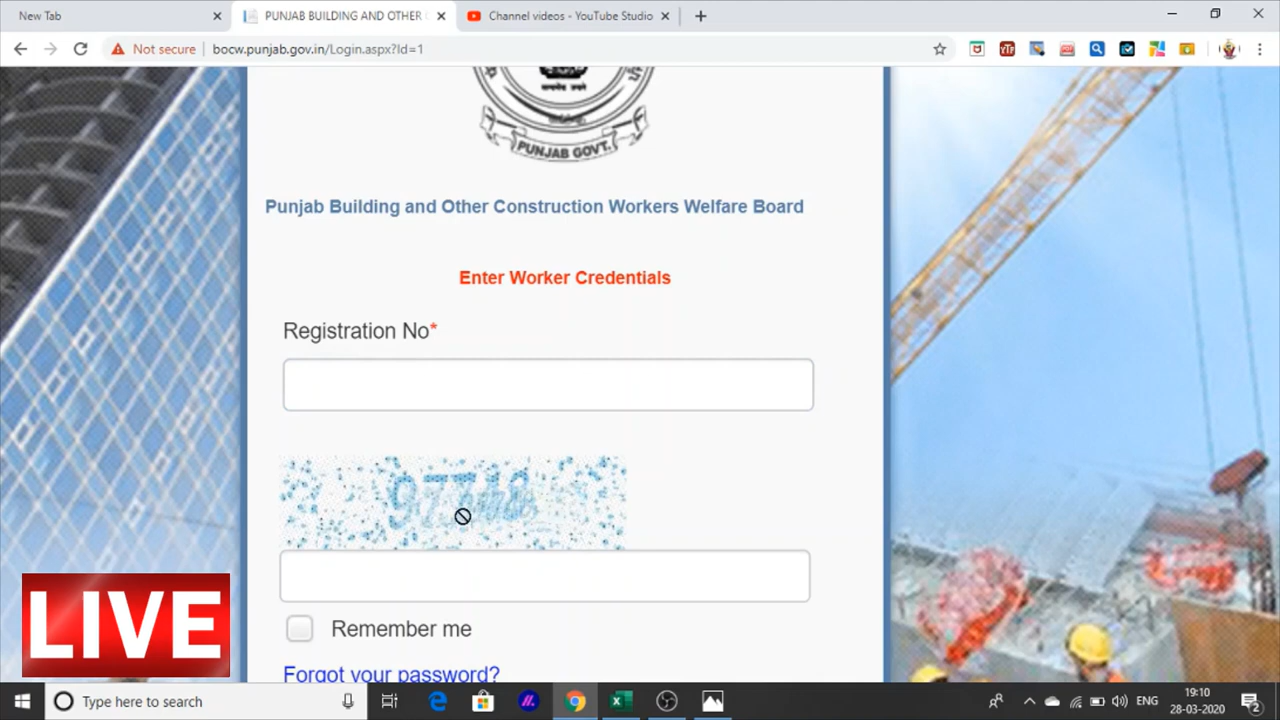 New Tab
PUNJAB BUILDING AND OTHER
Channel videos - YouTube Studio
Not secure
bocw.punjab.gov.in/Login.aspx?Id=1
PUNJAB GOVT.
Punjab Building and Other Construction Workers Welfare Board
Enter Worker Credentials
Registration No*
Remember me
Forgot your password?
LIVE
Type here to search
ENG
19:10
28-03-2020
2